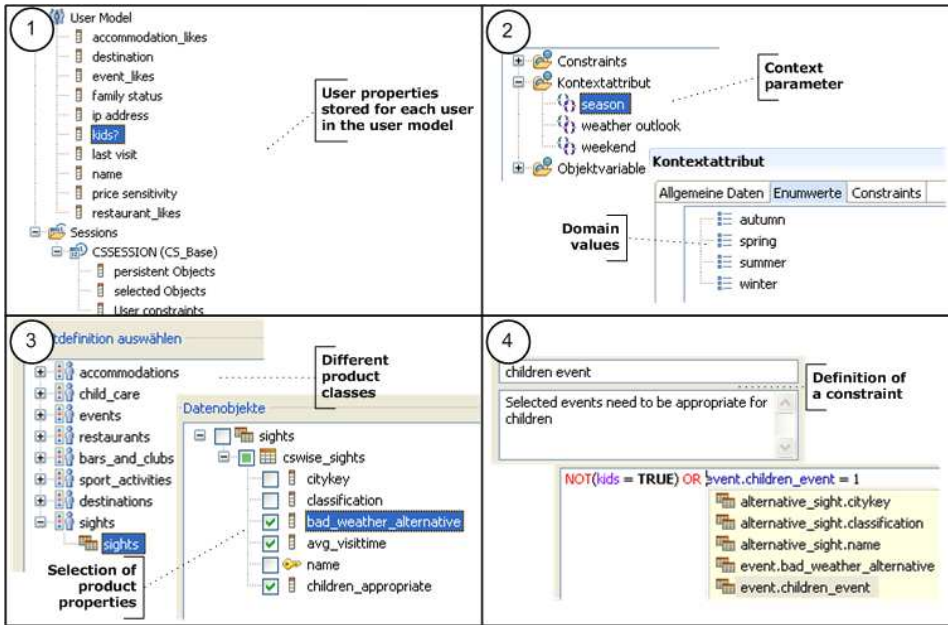 1
User Model
accommodation_likes
destination
event_likes
family status
ip address
kids?
last visit
name
price sensitivity
restaurant_likes
Sessions
CSSESSION (CS_Base)
persistent Objects
selected Objects
User constraints
User properties
stored for each user
in the user model
2
Constraints
Kontextattribut
season
weather outlook
weekend
Objektvariable
Context
parameter
Kontextattribut
Allgemeine Daten Enumwerte Constraints
autumn
spring
summer
winter
Domain
values
3
tdefinition auswählen
accommodations
child_care
events
restaurants
bars_and_clubs
sport_activities
destinations
sights
sights
Different
product
classes
Datenobjekte
sights
cswise_sights
citykey
classification
bad_weather_alternative
avg_visittime
name
children_appropriate
Selection of
product
properties
4
children event
Selected events need to be appropriate for
children
Definition of
a constraint
NOT(kids = TRUE) OR event.children_event = 1
alternative_sight.citykey
alternative_sight.classification
alternative_sight.name
event.bad_weather_alternative
event.children_event